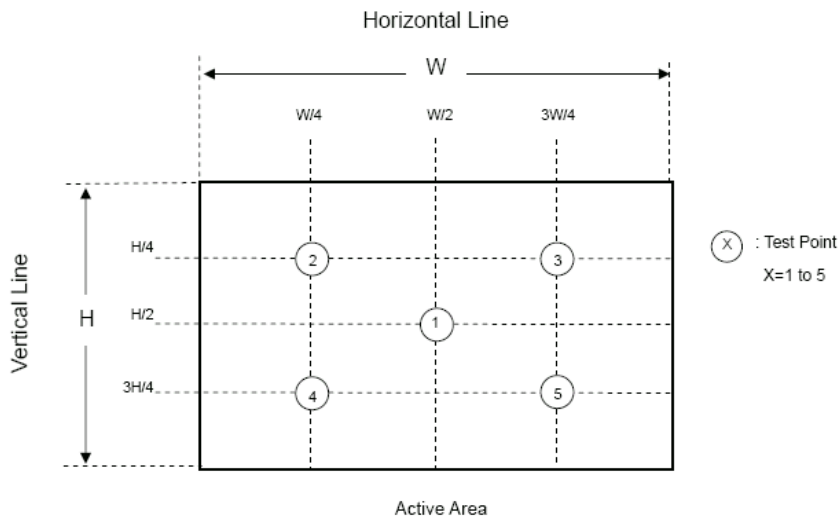 Horizontal Line
W
W/4 W/2 3W/4
H/4
2
3
X : Test Point
X=1 to 5
Vertical Line
H
H/2
1
3H/4
4
5
Active Area